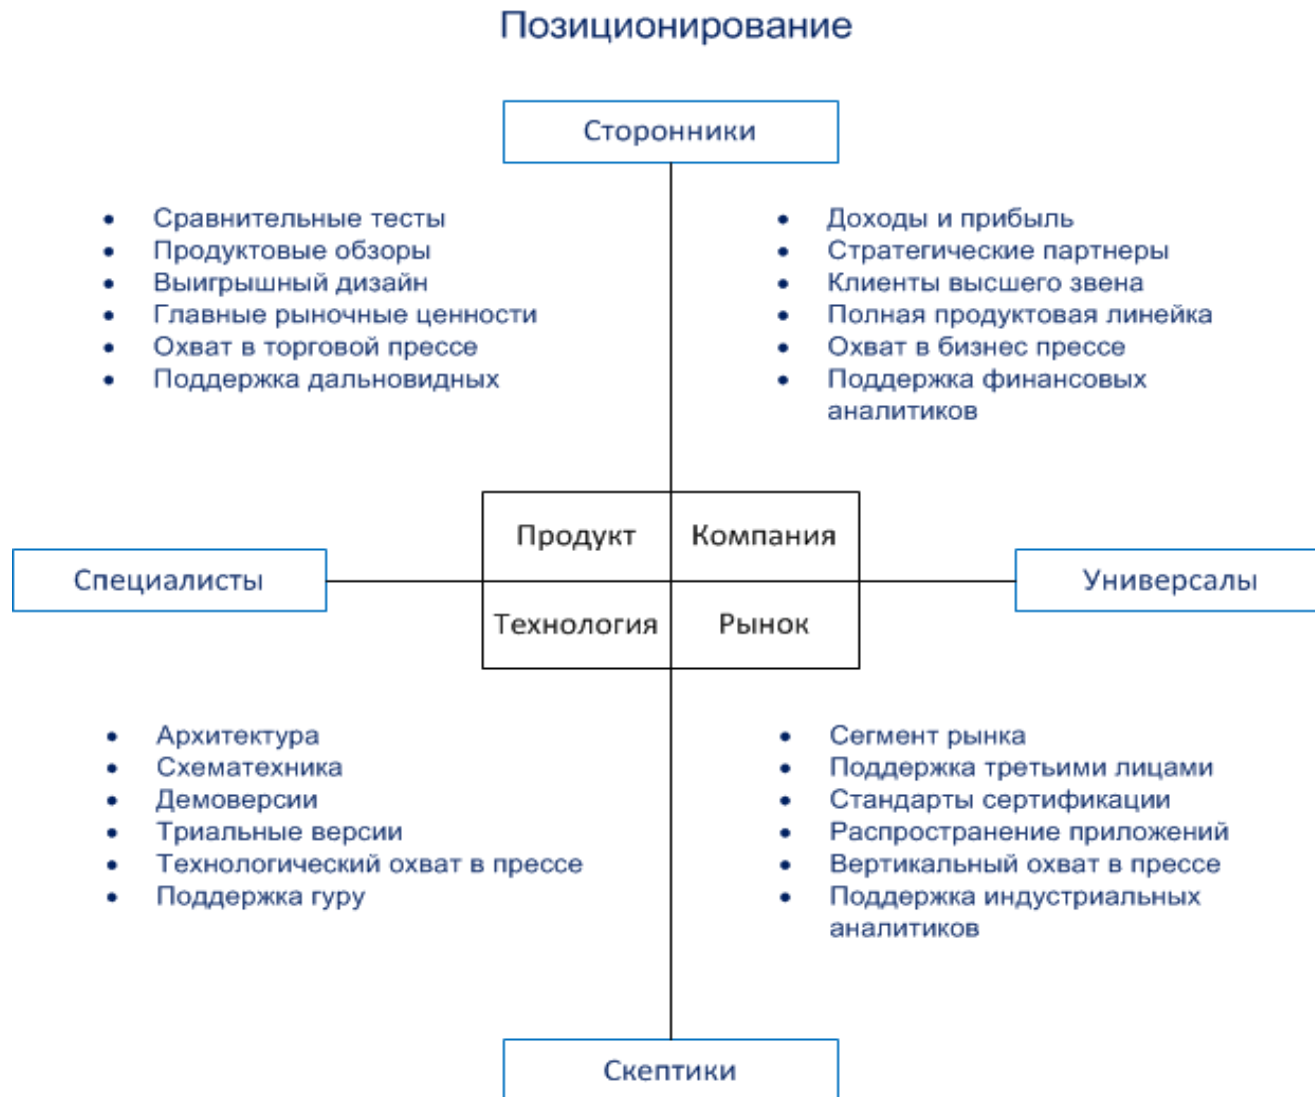 Позиционирование
Сторонники
• Сравнительные тесты
• Продуктовые обзоры
• Выигрышный дизайн
• Главные рыночные ценности
• Охват в торговой прессе
• Поддержка дальновидных
• Доходы и прибыль
• Стратегические партнеры
• Клиенты высшего звена
• Полная продуктовая линейка
• Охват в бизнес прессе
• Поддержка финансовых
аналитиков
Продукт
Компания
Специалисты
Универсалы
Технология
Рынок
• Архитектура
• Схематехника
• Демоверсии
• Триальные версии
• Технологический охват в прессе
• Поддержка гуру
• Сегмент рынка
• Поддержка третьими лицами
• Стандарты сертификации
• Распространение приложений
• Вертикальный охват в прессе
• Поддержка индустриальных
аналитиков
Скептики